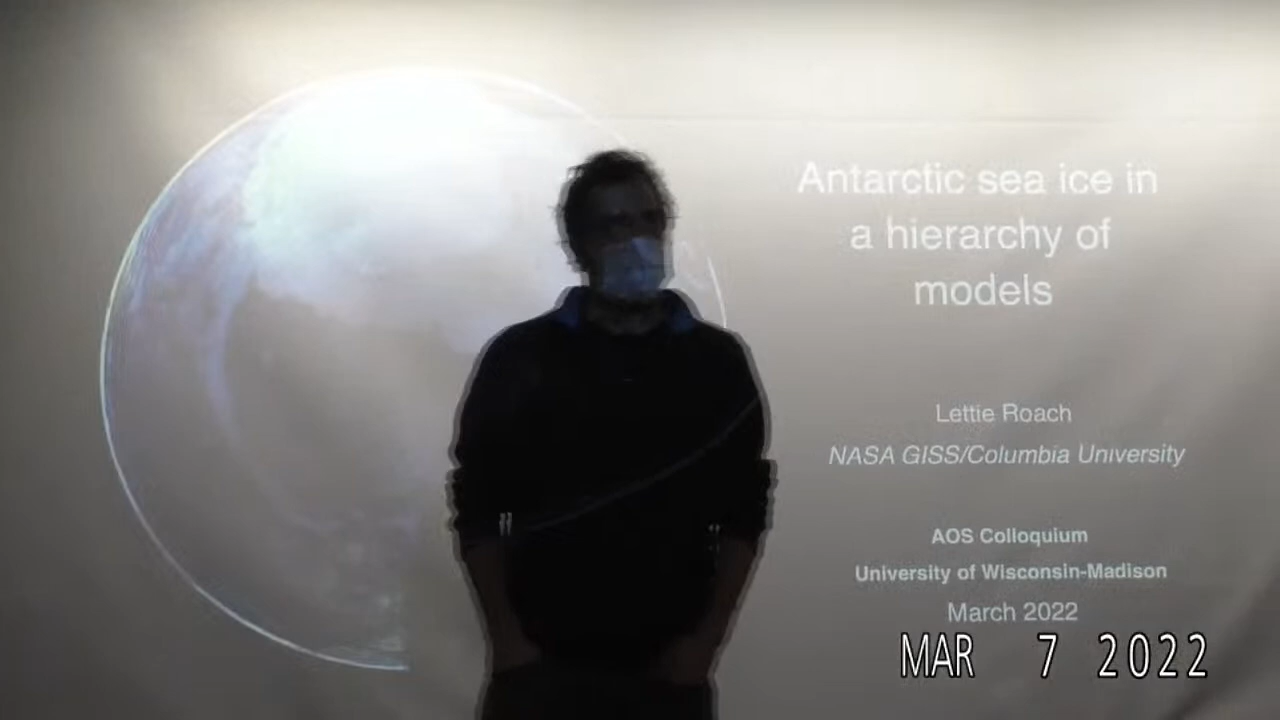 Antarctic sea ice in
a hierarchy of
models
Lettie Roach
NASA GISS/Columbia University
AOS Colloquium
University of Wisconsin-Madison
March 2022
MAR 7 2022